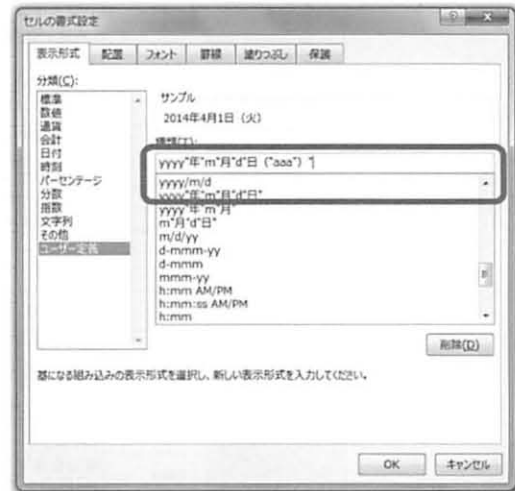 セルの書式設定
表示形式 配置 フォント 罫線 塗りつぶし 保護
分類(C):
標準
数値
通貨
会計
日付
時刻
パーセンテージ
分数
指数
文字列
その他
ユーザー定義
サンプル
2014年4月1日（火）
種類(T):
yyyy"年"m"月"d"日（"aaa"）"
yyyy/m/d
yyyy"年"m"月"d"日"
yyyy"年"m"月"
m"月"d"日"
m/d/yy
d-mmm-yy
d-mmm
mmm-yy
h:mm AM/PM
h:mm:ss AM/PM
h:mm
削除(D)
基になる組み込みの表示形式を選択し、新しい表示形式を入力してください。
OK キャンセル